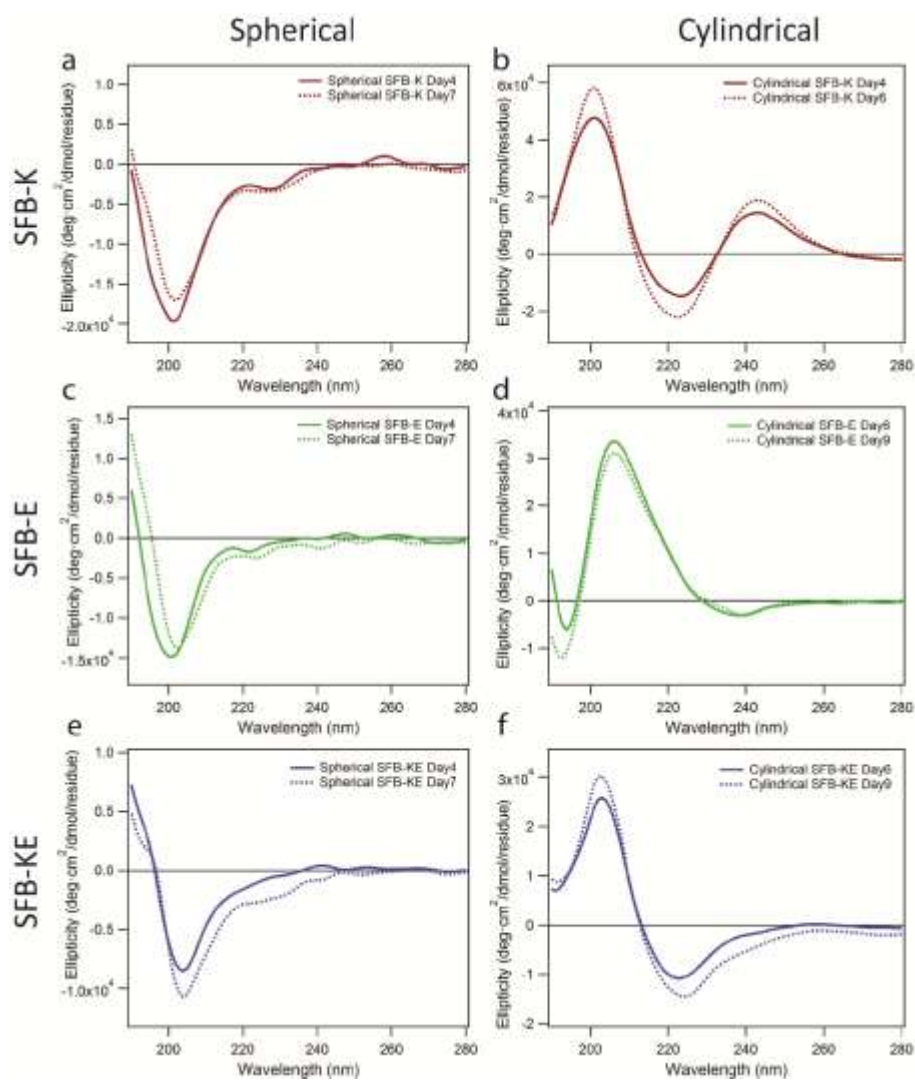 Spherical
Cylindrical
SFB-K
a
Ellipticity (deg·cm²/dmol/residue)
1.0
0.5
0.0
-0.5
-1.0
-1.5
-2.0x10⁴
Spherical SFB-K Day4
Spherical SFB-K Day7
200 220 240 260 280
Wavelength (nm)
b
Ellipticity (deg·cm²/dmol/residue)
6x10⁴
4
2
0
-2
Cylindrical SFB-K Day4
Cylindrical SFB-K Day6
200 220 240 260 280
Wavelength (nm)
SFB-E
c
Ellipticity (deg·cm²/dmol/residue)
1.5
1.0
0.5
0.0
-0.5
-1.0
-1.5x10⁴
Spherical SFB-E Day4
Spherical SFB-E Day7
200 220 240 260 280
Wavelength (nm)
d
Ellipticity (deg·cm²/dmol/residue)
4x10⁴
3
2
1
0
-1
Cylindrical SFB-E Day6
Cylindrical SFB-E Day9
200 220 240 260 280
Wavelength (nm)
SFB-KE
e
Ellipticity (deg·cm²/dmol/residue)
1.0
0.5
0.0
-0.5
-1.0x10⁴
Spherical SFB-KE Day4
Spherical SFB-KE Day7
200 220 240 260 280
Wavelength (nm)
f
Ellipticity (deg·cm²/dmol/residue)
3x10⁴
2
1
0
-1
-2
Cylindrical SFB-KE Day6
Cylindrical SFB-KE Day9
200 220 240 260 280
Wavelength (nm)